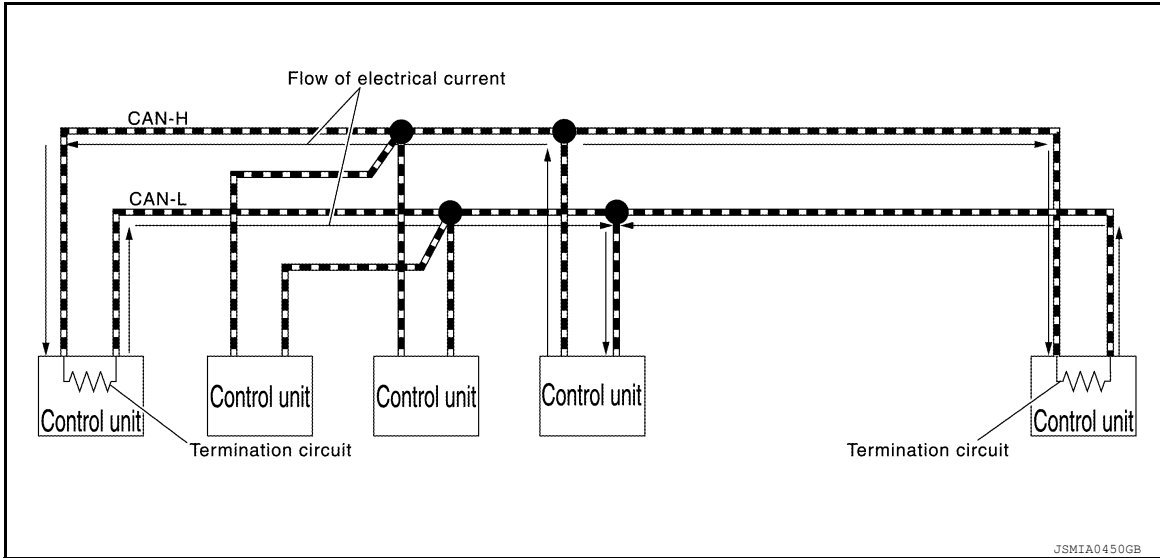 Flow of electrical current
CAN-H
CAN-L
Control unit
Control unit
Control unit
Control unit
Control unit
Termination circuit
Termination circuit
JSMIA0450GB